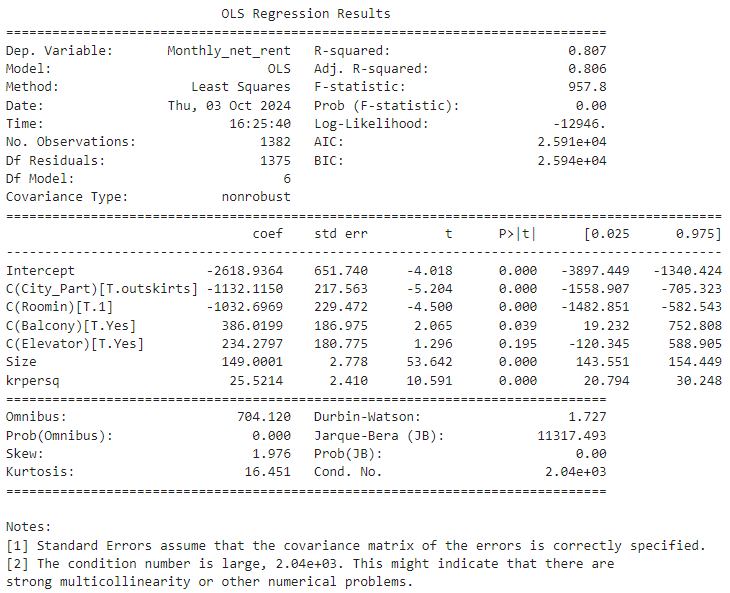 OLS Regression Results
==============================================================================
Dep. Variable:       Monthly_net_rent   R-squared:                       0.807
Model:                            OLS   Adj. R-squared:                  0.806
Method:                 Least Squares   F-statistic:                     957.8
Date:                Thu, 03 Oct 2024   Prob (F-statistic):               0.00
Time:                        16:25:40   Log-Likelihood:                -12946.
No. Observations:                1382   AIC:                         2.591e+04
Df Residuals:                    1375   BIC:                         2.594e+04
Df Model:                           6
Covariance Type:            nonrobust
=============================================================================================
                                coef    std err          t      P>|t|      [0.025      0.975]
---------------------------------------------------------------------------------------------
Intercept                 -2618.9364    651.740     -4.018      0.000   -3897.449   -1340.424
C(City_Part)[T.outskirts] -1132.1150    217.563     -5.204      0.000   -1558.907    -705.323
C(Roomin)[T.1]            -1032.6969    229.472     -4.500      0.000   -1482.851    -582.543
C(Balcony)[T.Yes]           386.0199    186.975      2.065      0.039      19.232     752.808
C(Elevator)[T.Yes]          234.2797    180.775      1.296      0.195    -120.345     588.905
Size                        149.0001      2.778     53.642      0.000     143.551     154.449
krpersq                      25.5214      2.410     10.591      0.000      20.794      30.248
==============================================================================
Omnibus:                      704.120   Durbin-Watson:                   1.727
Prob(Omnibus):                  0.000   Jarque-Bera (JB):            11317.493
Skew:                           1.976   Prob(JB):                         0.00
Kurtosis:                      16.451   Cond. No.                     2.04e+03
==============================================================================
Notes:
[1] Standard Errors assume that the covariance matrix of the errors is correctly specified.
[2] The condition number is large, 2.04e+03. This might indicate that there are
strong multicollinearity or other numerical problems.